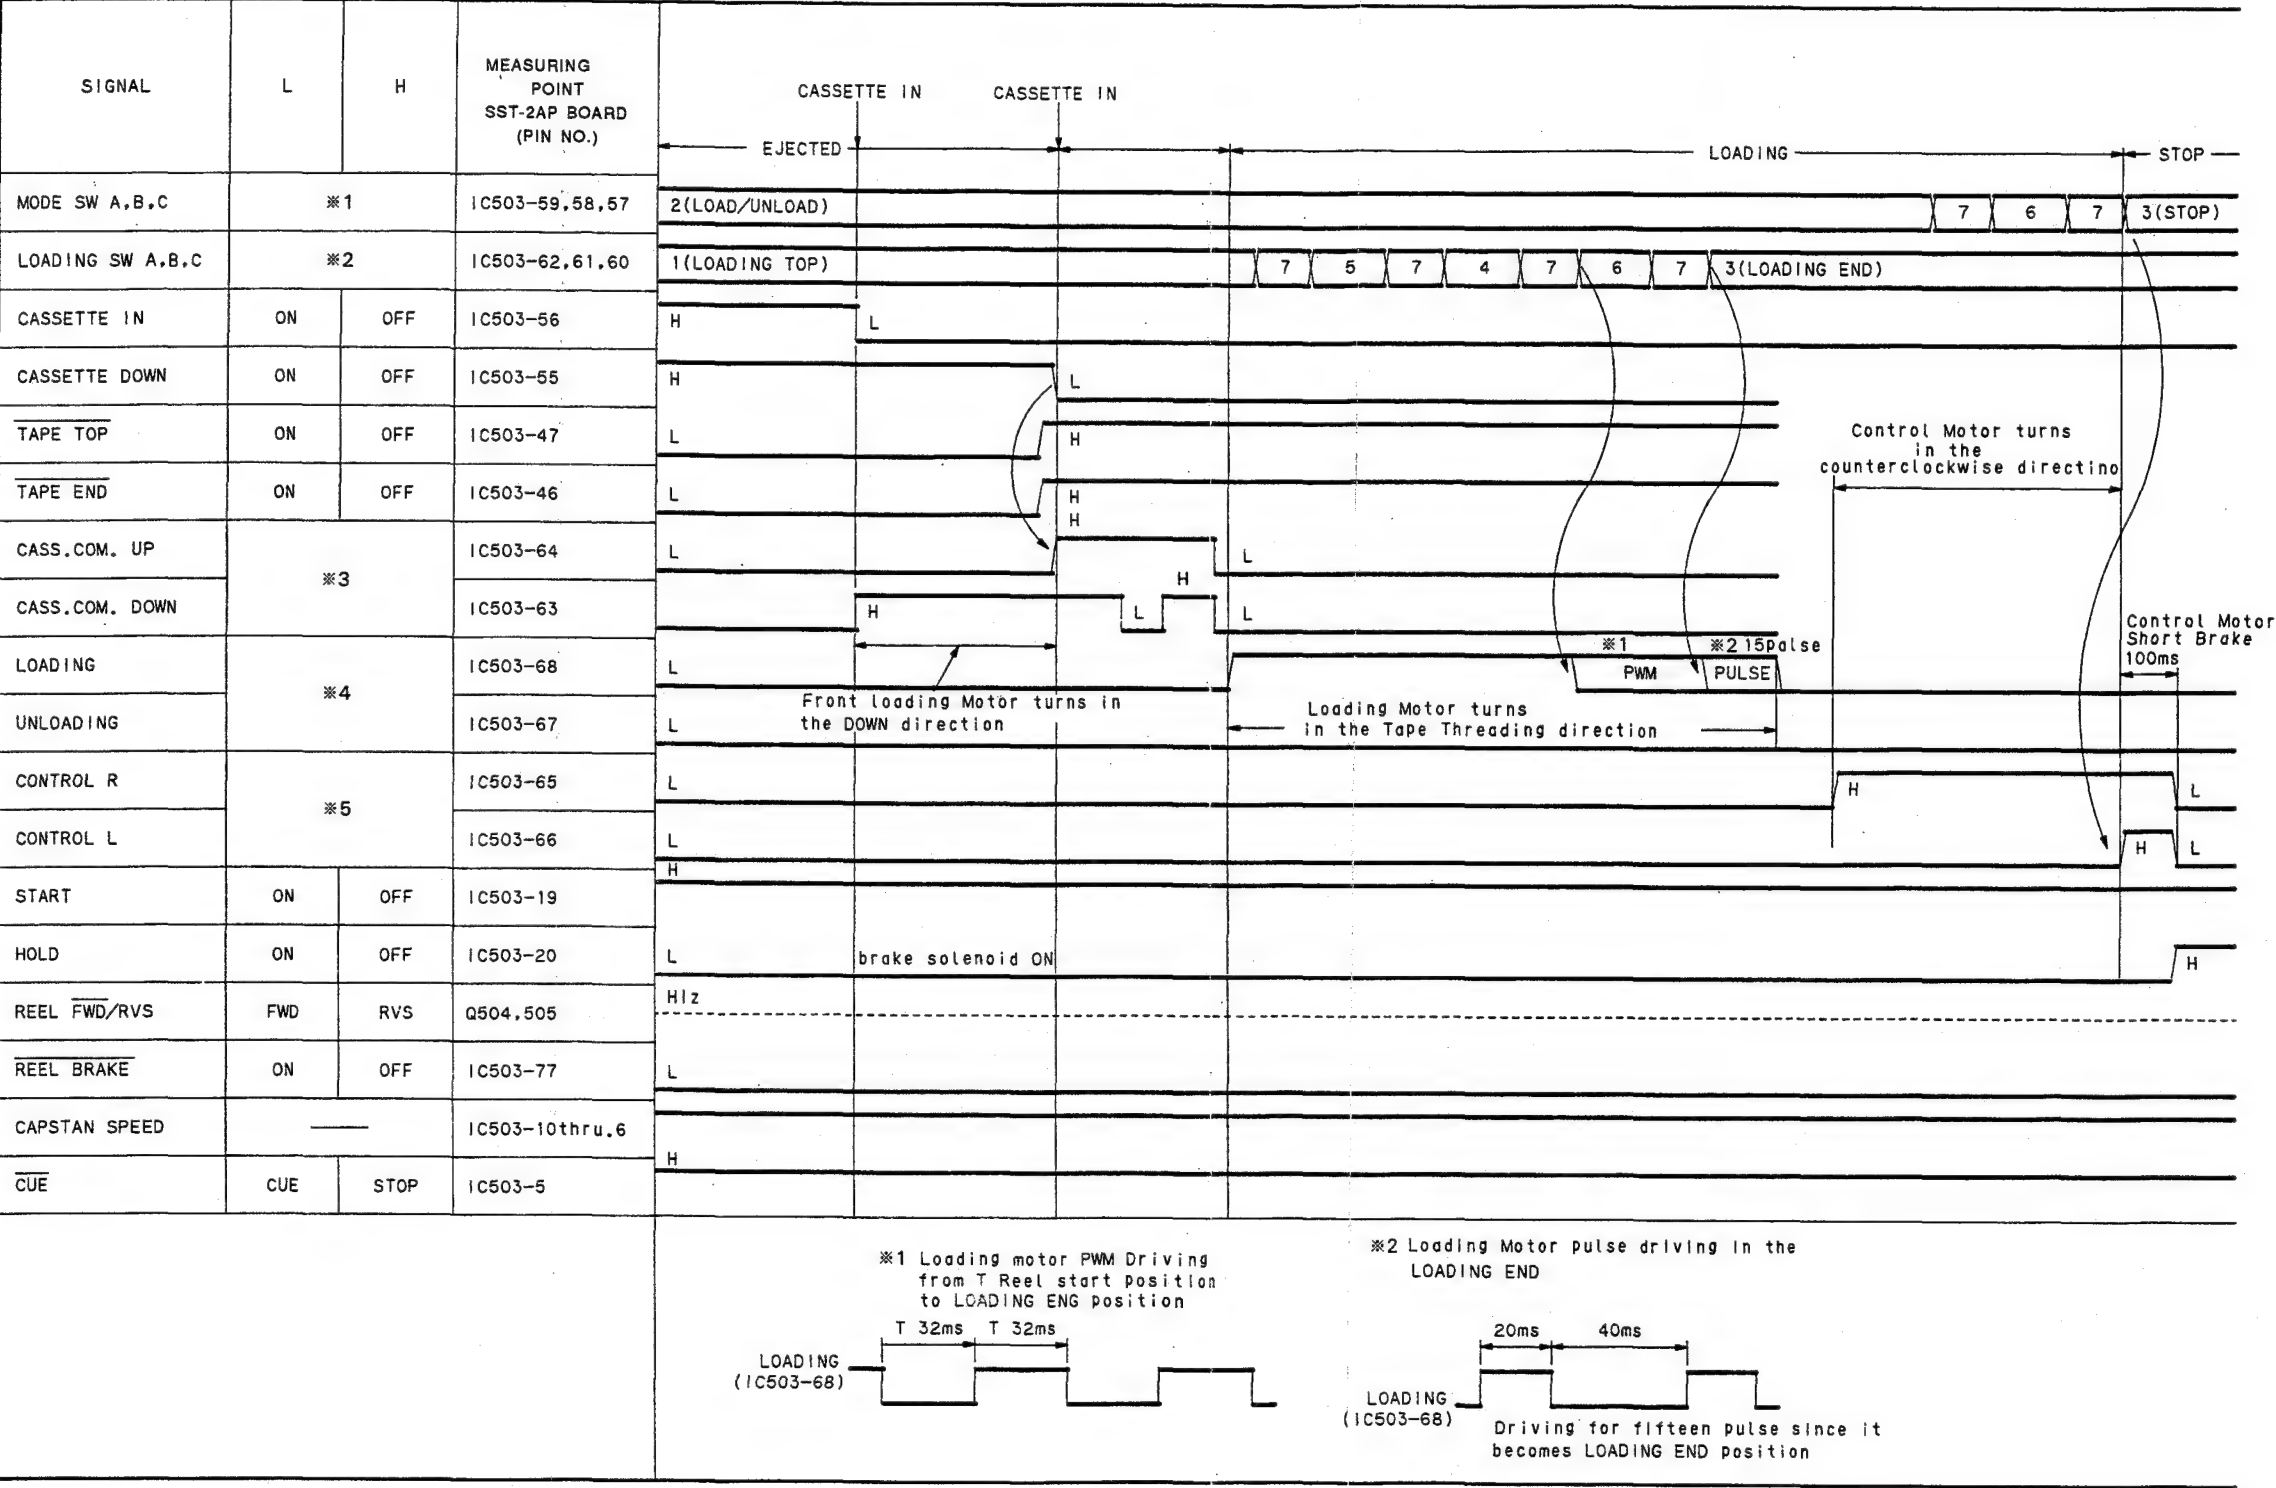 SIGNAL
L
H
MEASURING
POINT
SST-2AP BOARD
(PIN NO.)
CASSETTE IN
CASSETTE IN
EJECTED
LOADING
STOP
MODE SW A,B,C
※1
IC503-59,58,57
2(LOAD/UNLOAD)
7
6
7
3(STOP)
LOADING SW A,B,C
※2
IC503-62,61,60
1(LOADING TOP)
7
5
7
4
7
6
7
3(LOADING END)
CASSETTE IN
ON
OFF
IC503-56
H
L
CASSETTE DOWN
ON
OFF
IC503-55
H
L
TAPE TOP
ON
OFF
IC503-47
L
H
Control Motor turns
in the
counterclockwise directino
TAPE END
ON
OFF
IC503-46
L
H
CASS.COM. UP
※3
IC503-64
L
H
L
CASS.COM. DOWN
IC503-63
H
L
H
L
Control Motor
Short Brake
100ms
LOADING
※4
IC503-68
L
※1
※2 15palse
PWM
PULSE
Front loading Motor turns in
the DOWN direction
Loading Motor turns
in the Tape Threading direction
UNLOADING
IC503-67
L
CONTROL R
※5
IC503-65
L
H
L
CONTROL L
IC503-66
L
H
L
START
ON
OFF
IC503-19
H
HOLD
ON
OFF
IC503-20
L
brake solenoid ON
H
REEL FWD/RVS
FWD
RVS
Q504,505
HIz
REEL BRAKE
ON
OFF
IC503-77
L
CAPSTAN SPEED
IC503-10thru.6
CUE
CUE
STOP
IC503-5
H
※1 Loading motor PWM Driving
from T Reel start position
to LOADING ENG position
T 32ms
T 32ms
LOADING
(IC503-68)
※2 Loading Motor pulse driving in the
LOADING END
20ms
40ms
LOADING
(IC503-68)
Driving for fifteen pulse since it
becomes LOADING END position